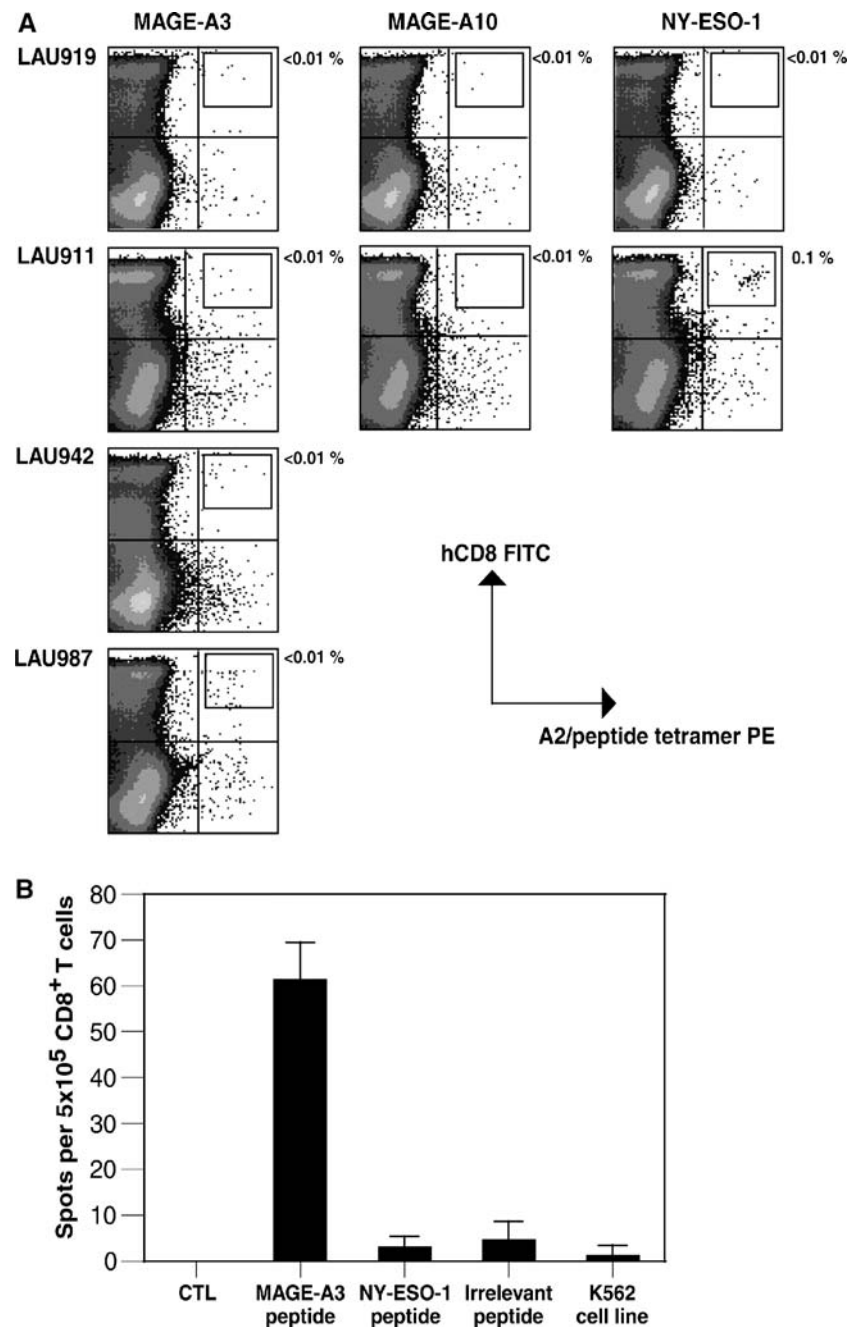 A
MAGE-A3 MAGE-A10 NY-ESO-1
LAU919 <0.01 % <0.01 % <0.01 %
LAU911 <0.01 % <0.01 % 0.1 %
LAU942 <0.01 %
hCD8 FITC
LAU987 <0.01 %
A2/peptide tetramer PE
B
Spots per 5x10⁵ CD8⁺ T cells
80
70
60
50
40
30
20
10
0
CTL MAGE-A3 NY-ESO-1 Irrelevant K562
peptide peptide peptide cell line